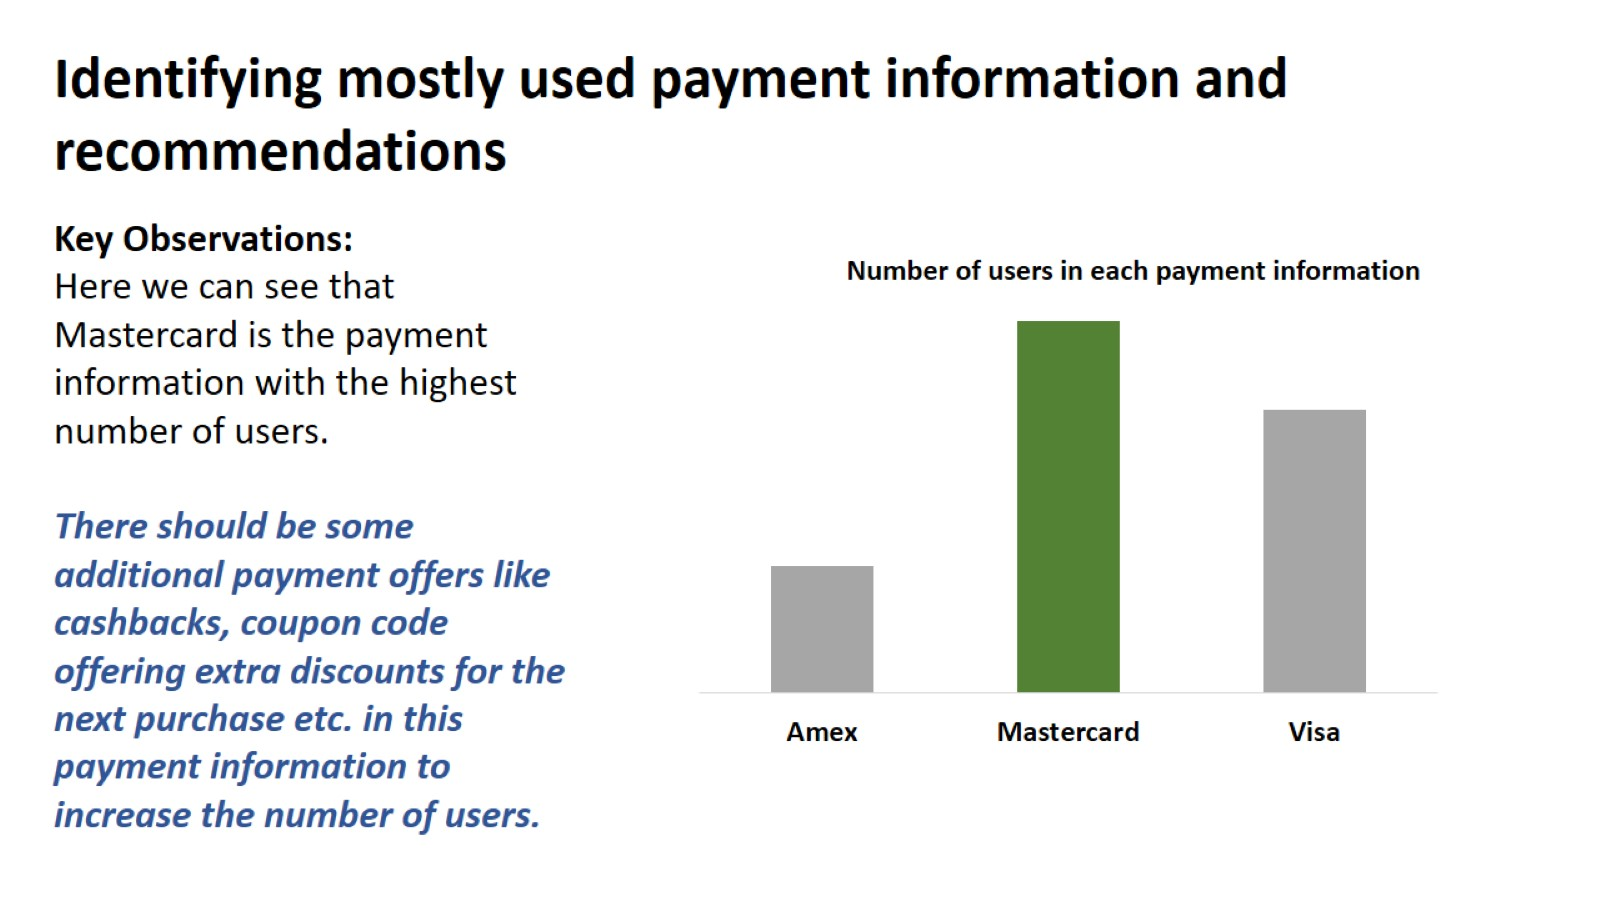 Identifying mostly used payment information and
recommendations
Key Observations:
Here we can see that
Mastercard is the payment
information with the highest
number of users.
There should be some
additional payment offers like
cashbacks, coupon code
offering extra discounts for the
next purchase etc. in this
payment information to
increase the number of users.
Number of users in each payment information
Amex
Mastercard
Visa